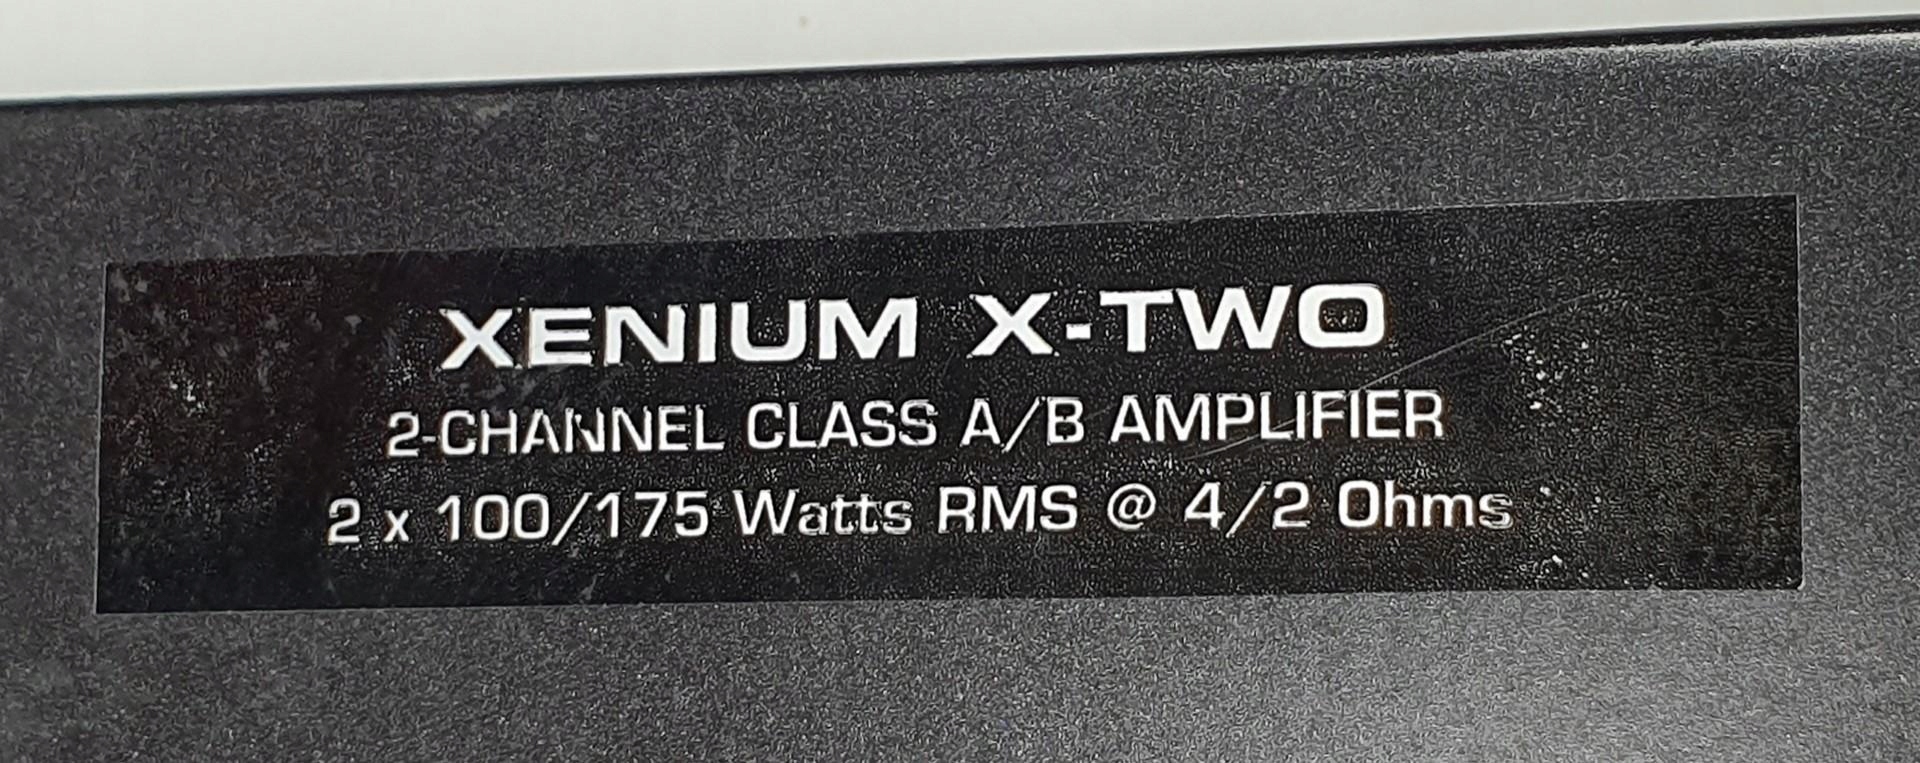 XENIUM X-TWO
2-CHANNEL CLASS A/B AMPLIFIER
2 x 100/175 Watts RMS @ 4/2 Ohms